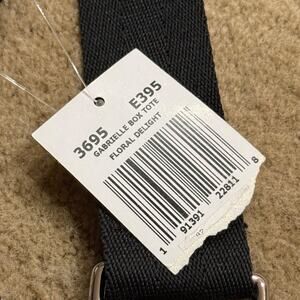 3695 E395
GABRIELLE BOX TOTE
FLORAL DELIGHT
1 91391 22811 8